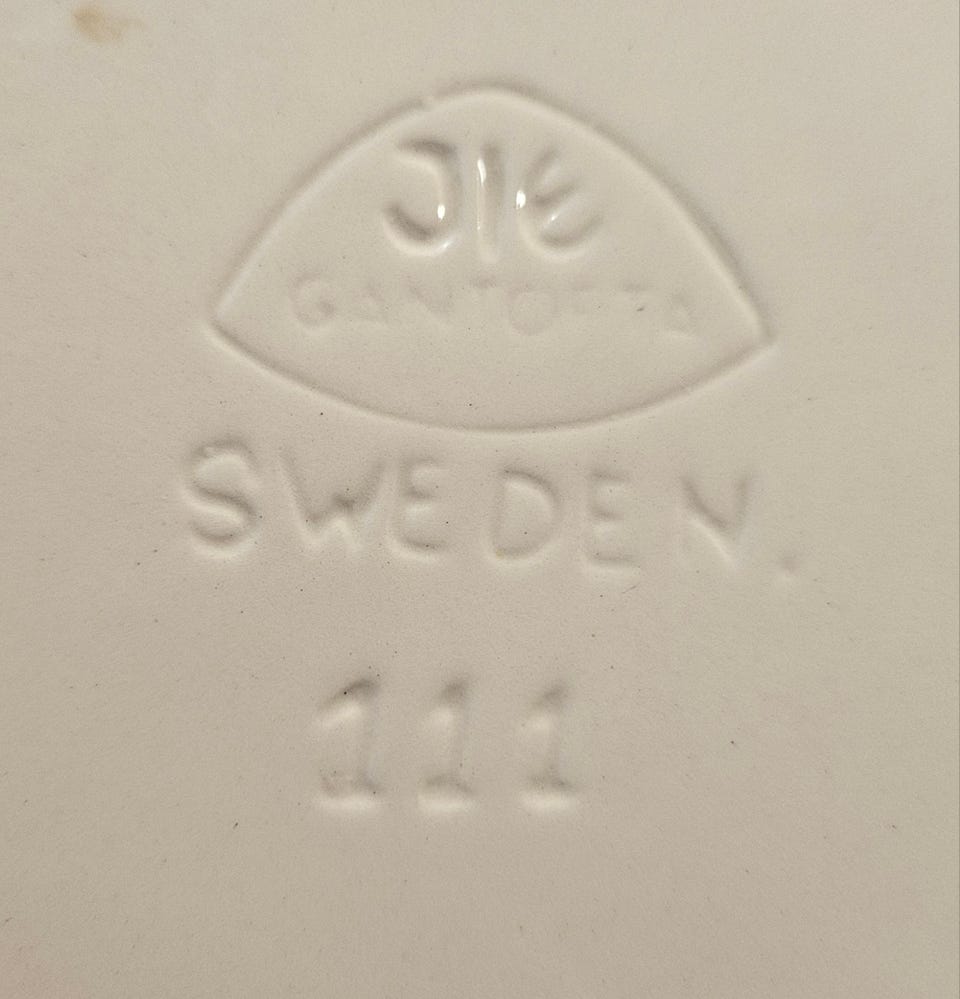 JIE
GANTOFTA
SWEDEN.
111